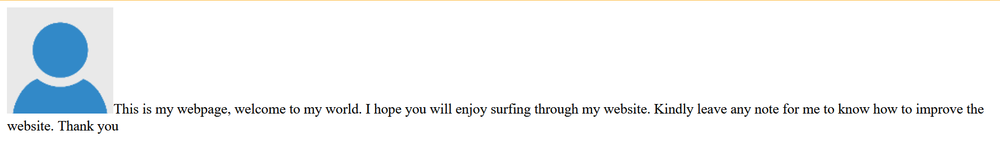 This is my webpage, welcome to my world. I hope you will enjoy surfing through my website. Kindly leave any note for me to know how to improve the
website. Thank you